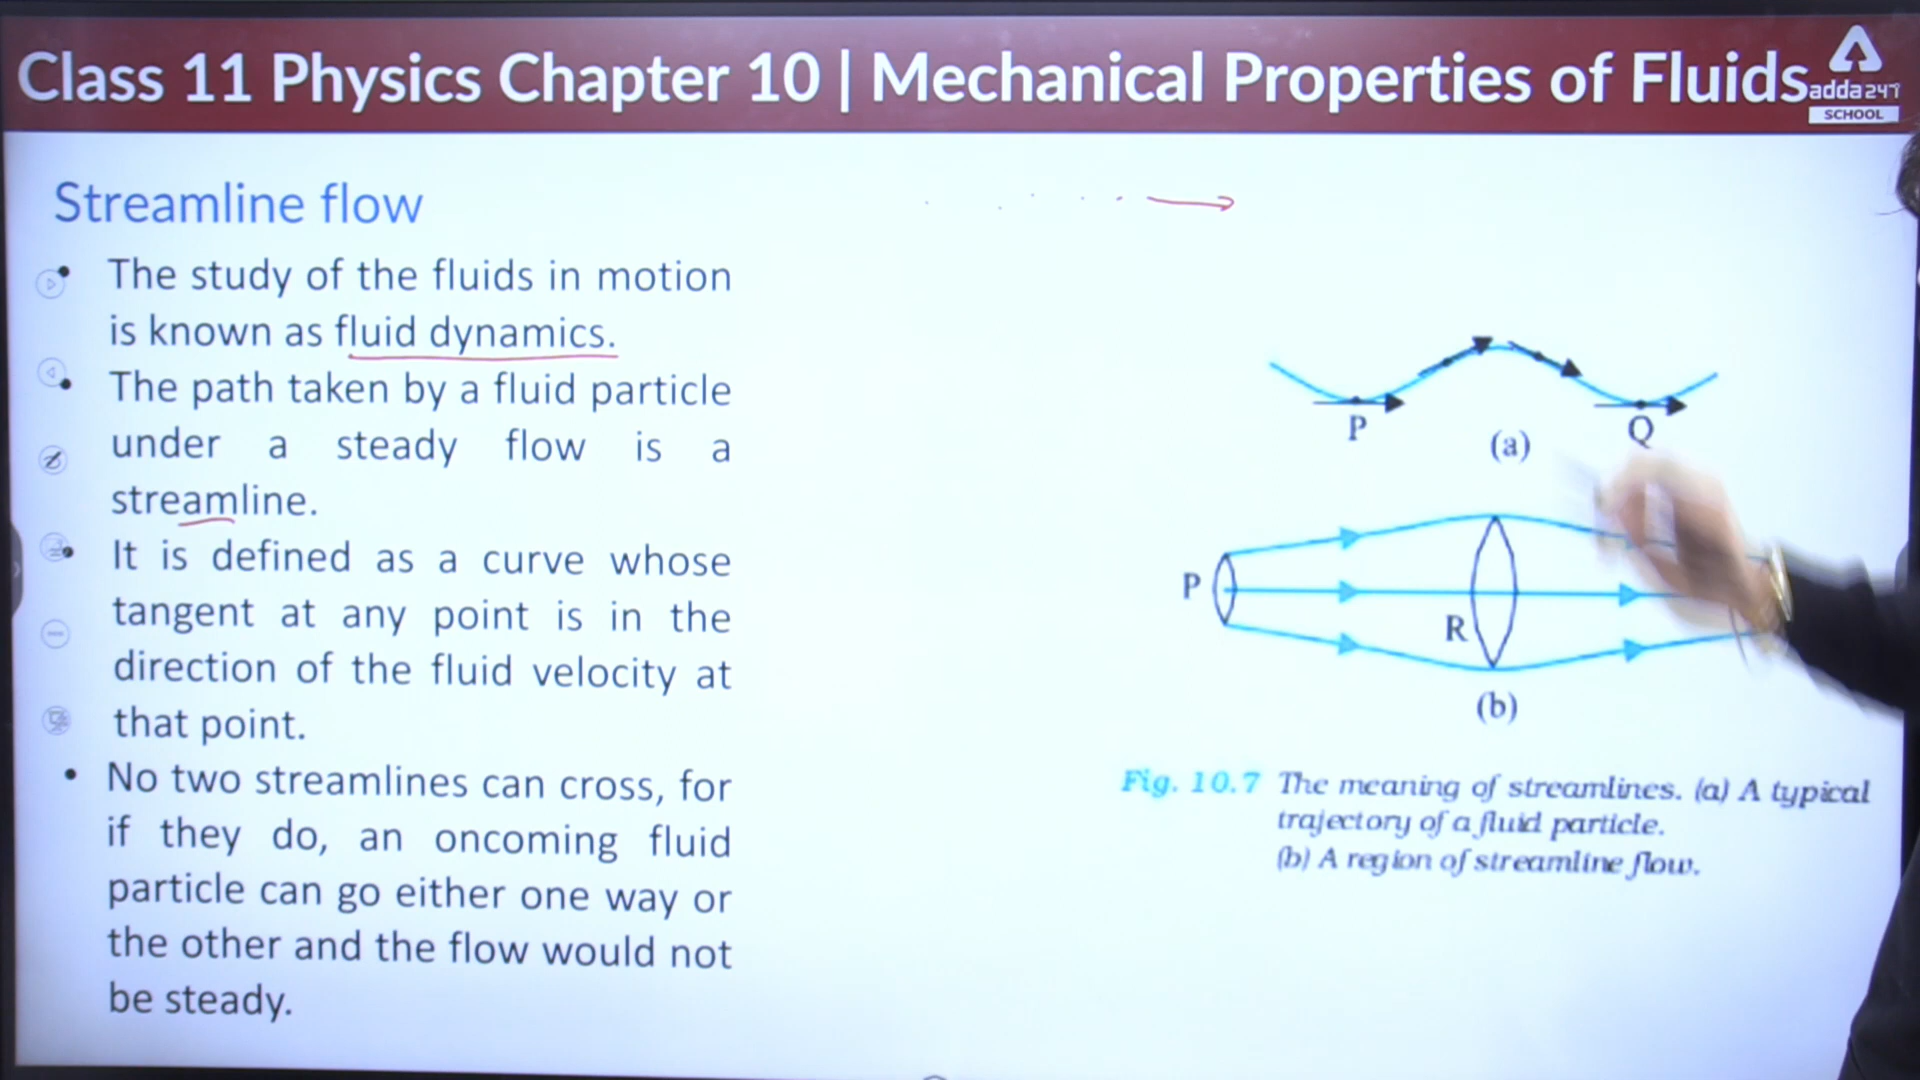 Class 11 Physics Chapter 10 | Mechanical Properties of Fluids
adda247
SCHOOL
Streamline flow
• The study of the fluids in motion
is known as fluid dynamics.
• The path taken by a fluid particle
under a steady flow is a
streamline.
• It is defined as a curve whose
tangent at any point is in the
direction of the fluid velocity at
that point.
• No two streamlines can cross, for
if they do, an oncoming fluid
particle can go either one way or
the other and the flow would not
be steady.
P
Q
(a)
P
R
(b)
Fig. 10.7 The meaning of streamlines. (a) A typical
trajectory of a fluid particle.
(b) A region of streamline flow.